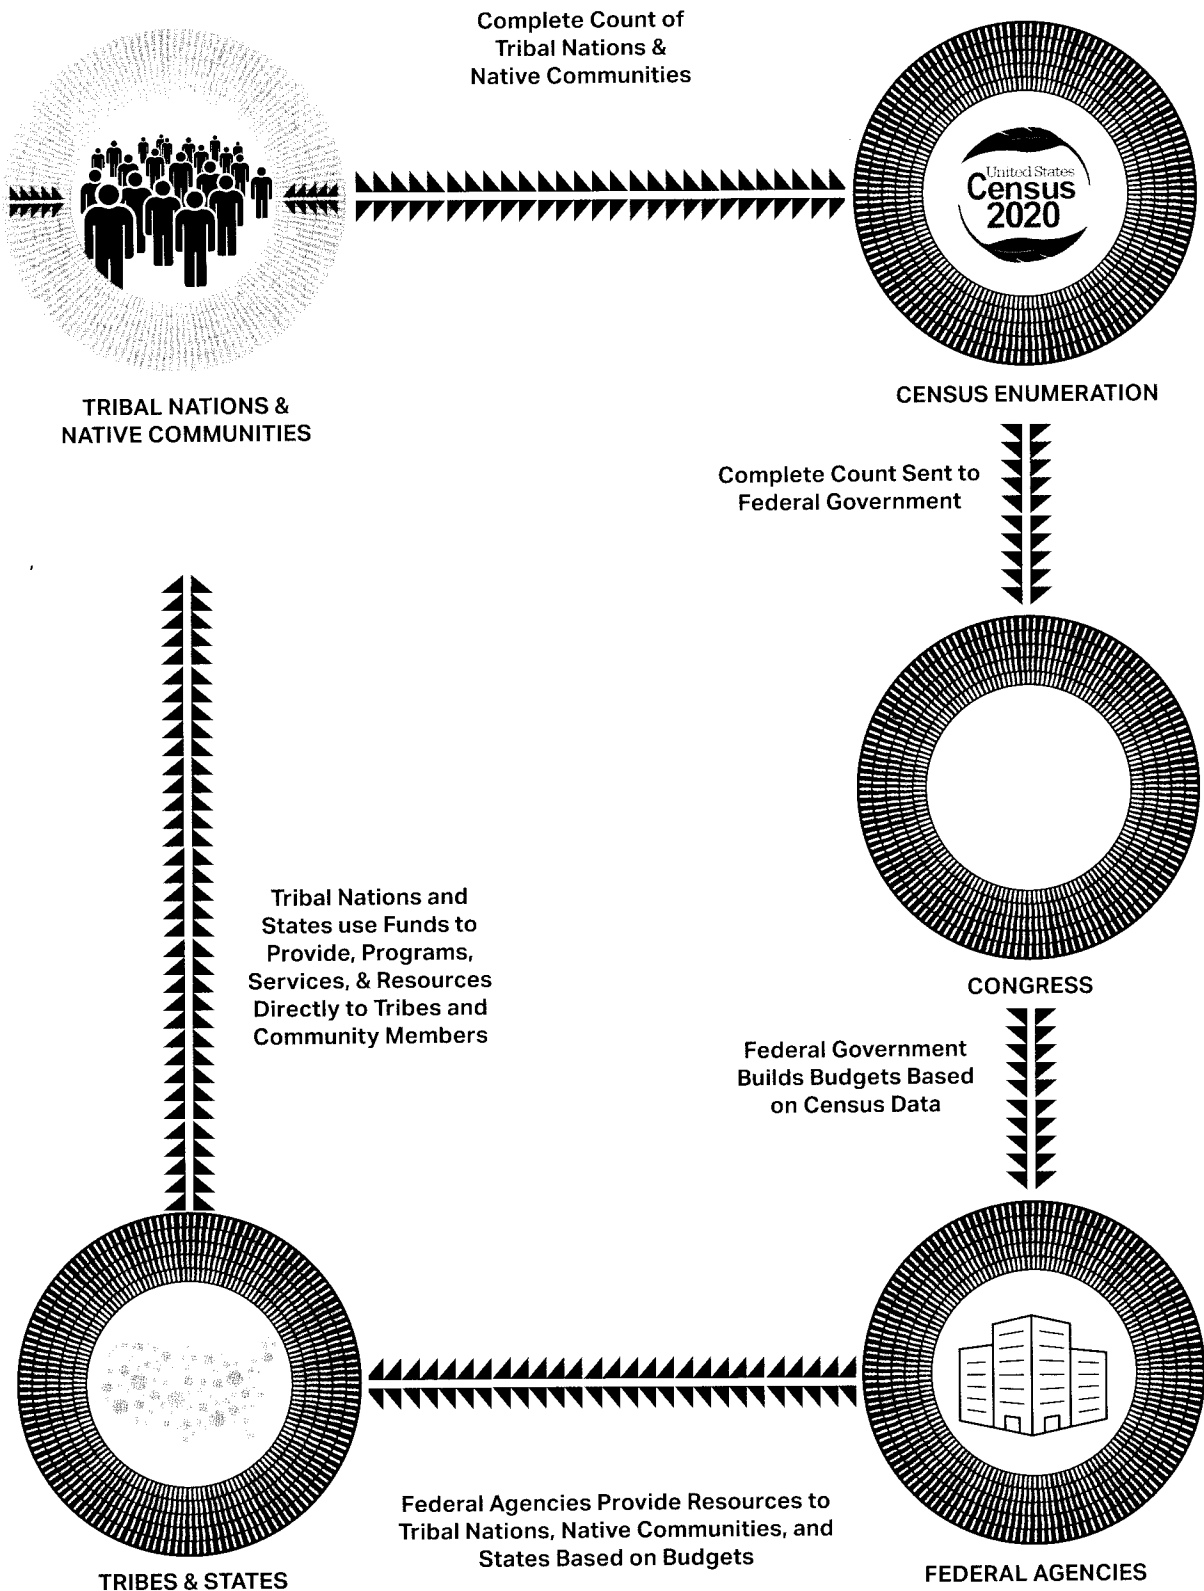 Complete Count of
Tribal Nations &
Native Communities
United States
Census
2020
TRIBAL NATIONS &
NATIVE COMMUNITIES
CENSUS ENUMERATION
Complete Count Sent to
Federal Government
CONGRESS
Federal Government
Builds Budgets Based
on Census Data
Tribal Nations and
States use Funds to
Provide, Programs,
Services, & Resources
Directly to Tribes and
Community Members
Federal Agencies Provide Resources to
Tribal Nations, Native Communities, and
States Based on Budgets
TRIBES & STATES
FEDERAL AGENCIES